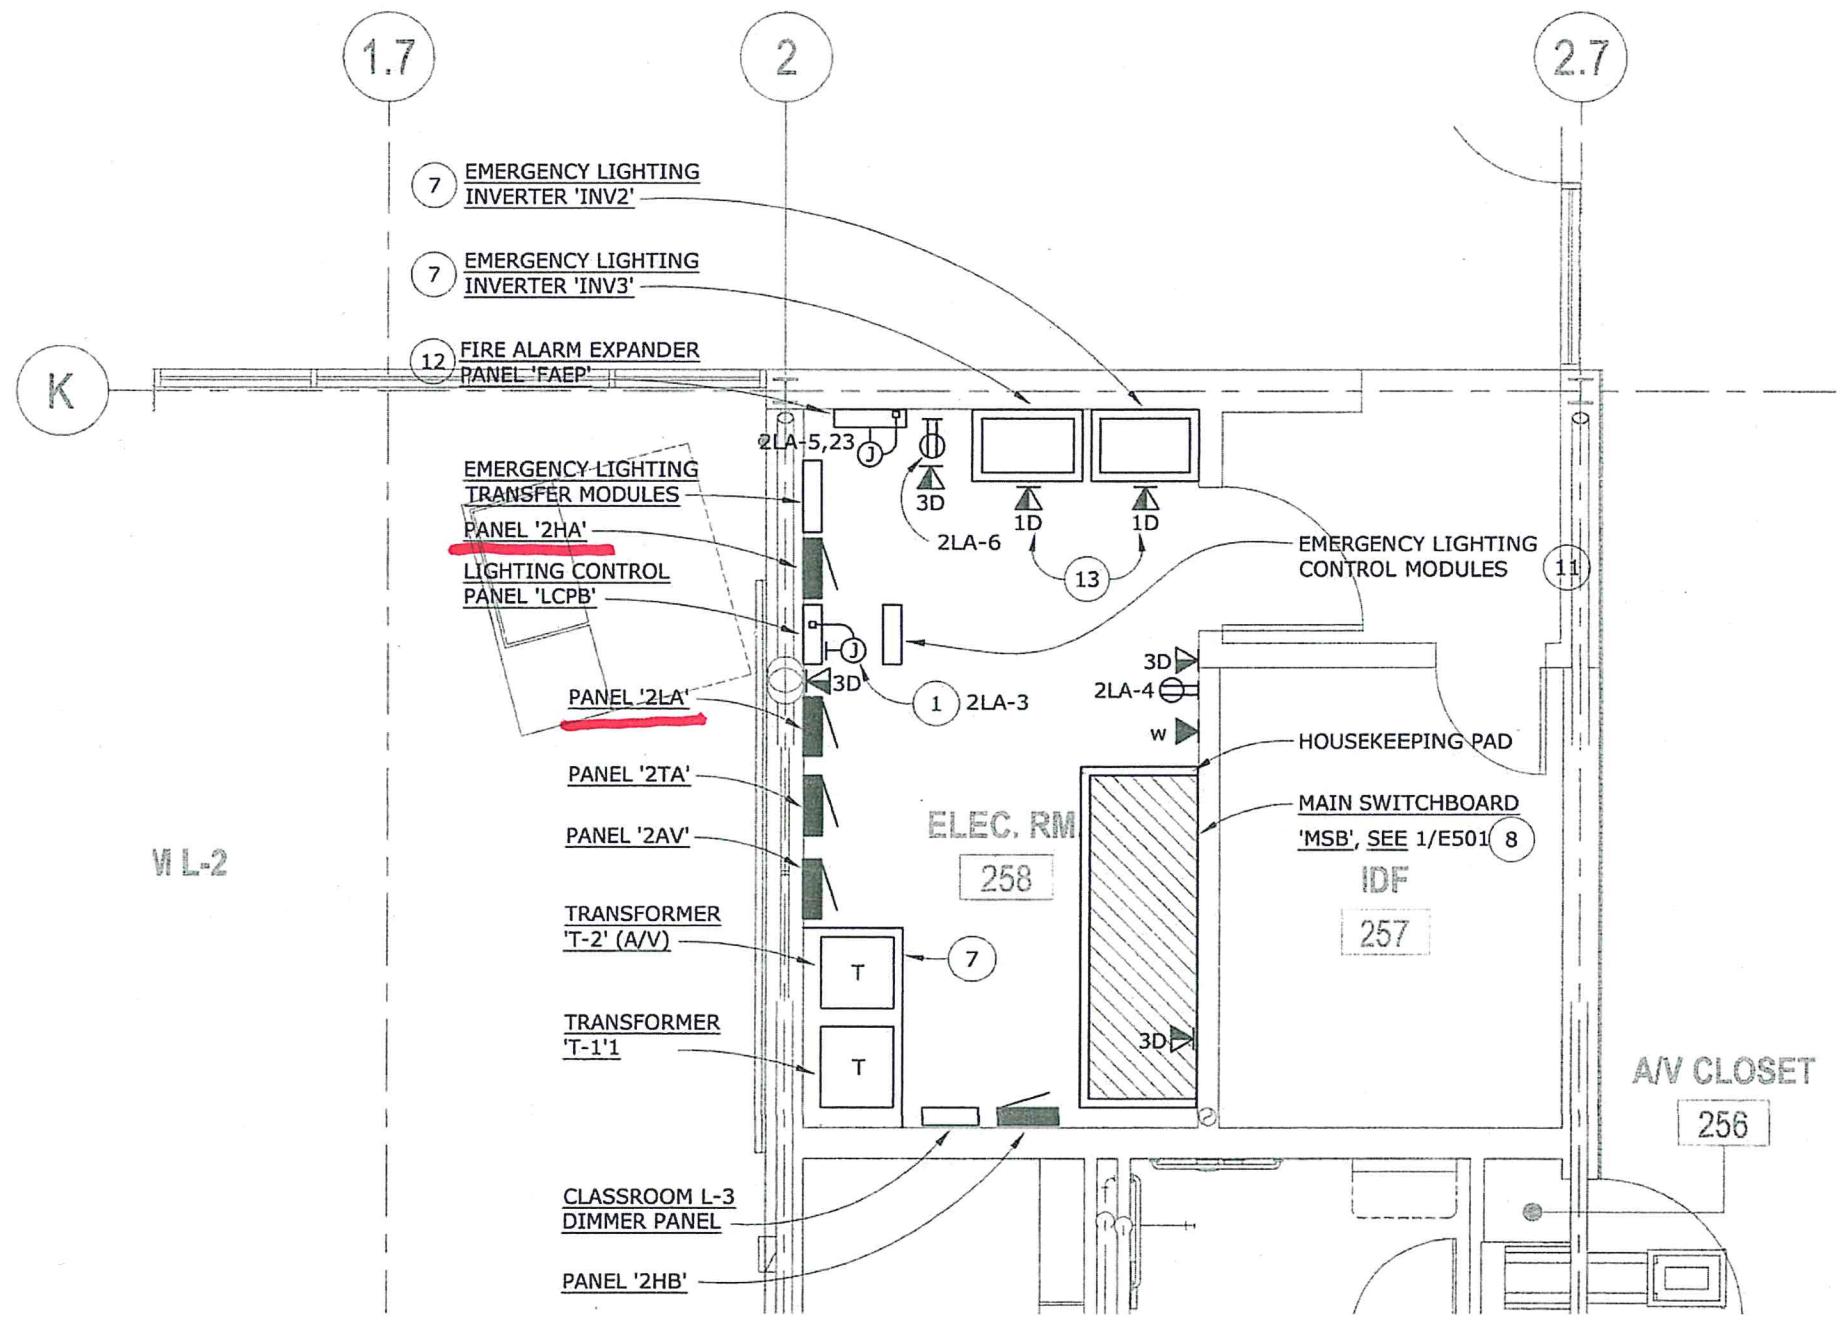 1.7
2
2.7
7
EMERGENCY LIGHTING
INVERTER 'INV2'
7
EMERGENCY LIGHTING
INVERTER 'INV3'
12
FIRE ALARM EXPANDER
PANEL 'FAEP'
K
2LA-5,23
J
3D
1D
1D
2LA-6
13
EMERGENCY LIGHTING
TRANSFER MODULES
PANEL '2HA'
LIGHTING CONTROL
PANEL 'LCPB'
EMERGENCY LIGHTING
CONTROL MODULES
11
J
3D
1
2LA-3
3D
2LA-4
W
PANEL '2LA'
HOUSEKEEPING PAD
PANEL '2TA'
MAIN SWITCHBOARD
'MSB', SEE 1/E501
8
PANEL '2AV'
ELEC. RM
258
IDF
257
L-2
TRANSFORMER
'T-2' (A/V)
T
7
TRANSFORMER
'T-1'1
T
3D
A/V CLOSET
256
CLASSROOM L-3
DIMMER PANEL
PANEL '2HB'